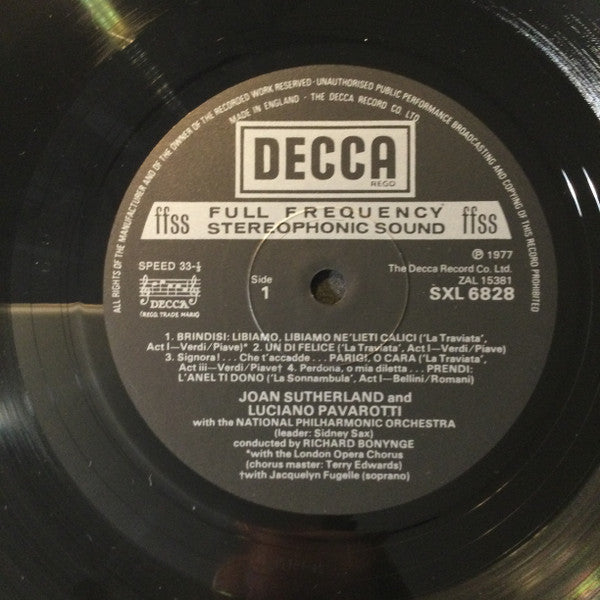 ALL RIGHTS OF THE MANUFACTURER AND OF THE OWNER OF THE RECORDED WORK RESERVED · UNAUTHORISED PUBLIC PERFORMANCE BROADCASTING AND COPYING OF THIS RECORD PROHIBITED
MADE IN ENGLAND · THE DECCA RECORD CO. LTD.
DECCA
REGD
ffss FULL FREQUENCY ffss
STEREOPHONIC SOUND
SPEED 33-⅓
DECCA
(REGD. TRADE MARK)
Side
1
℗ 1977
The Decca Record Co. Ltd.
ZAL 15381
SXL 6828
1. BRINDISI: LIBIAMO, LIBIAMO NE'LIETI CALICI ('La Traviata',
Act I—Verdi/Piave)* 2. UN DI FELICE ('La Traviata', Act I—Verdi/Piave)
3. Signora! . . . Che t'accadde . . . PARIGI, O CARA ('La Traviata',
Act iii—Verdi/Piave† 4. Perdona, o mia diletta . . . PRENDI:
L'ANEL TI DONO ('La Sonnambula', Act I—Bellini/Romani)
JOAN SUTHERLAND and
LUCIANO PAVAROTTI
with the NATIONAL PHILHARMONIC ORCHESTRA
(leader: Sidney Sax)
conducted by RICHARD BONYNGE
*with the London Opera Chorus
(chorus master: Terry Edwards)
†with Jacquelyn Fugelle (soprano)